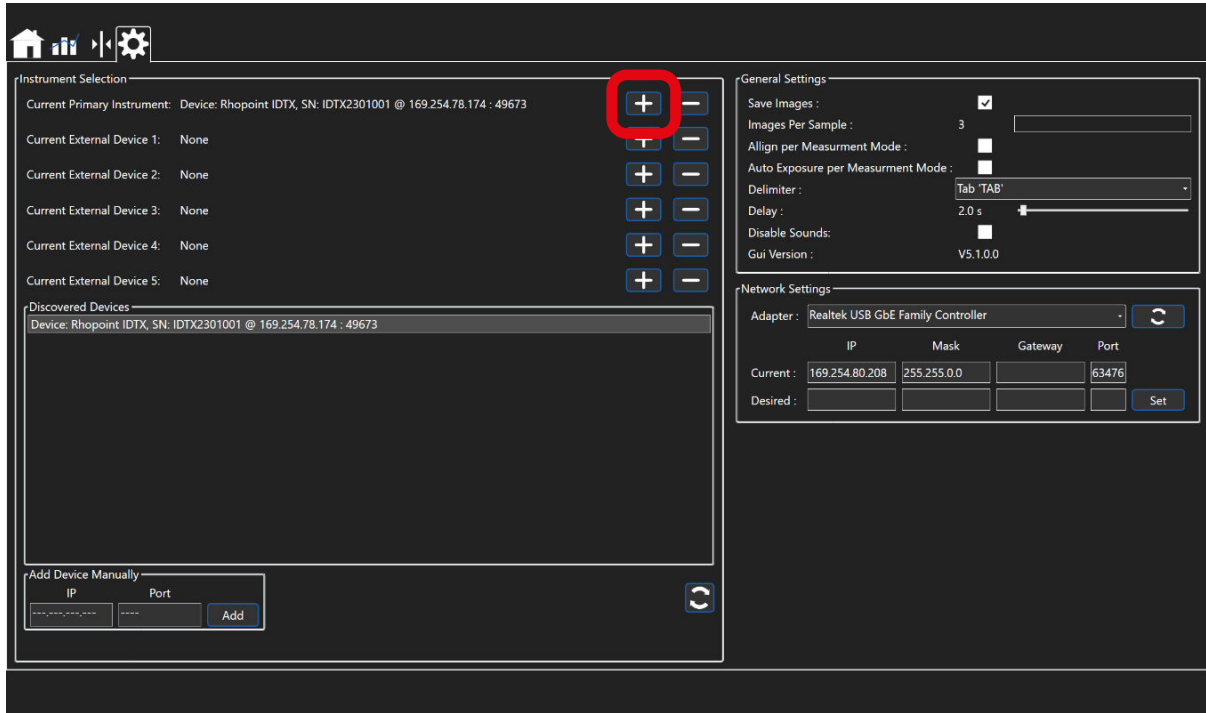 Instrument Selection
Current Primary Instrument: Device: Rhopoint IDTX, SN: IDTX2301001 @ 169.254.78.174 : 49673
Current External Device 1: None
Current External Device 2: None
Current External Device 3: None
Current External Device 4: None
Current External Device 5: None
Discovered Devices
Device: Rhopoint IDTX, SN: IDTX2301001 @ 169.254.78.174 : 49673
Add Device Manually
IP Port
---.---.---.--- ---- Add
General Settings
Save Images :
Images Per Sample : 3
Allign per Measurment Mode :
Auto Exposure per Measurment Mode :
Delimiter : Tab 'TAB'
Delay : 2.0 s
Disable Sounds:
Gui Version : V5.1.0.0
Network Settings
Adapter : Realtek USB GbE Family Controller
IP Mask Gateway Port
Current : 169.254.80.208 255.255.0.0 63476
Desired : Set